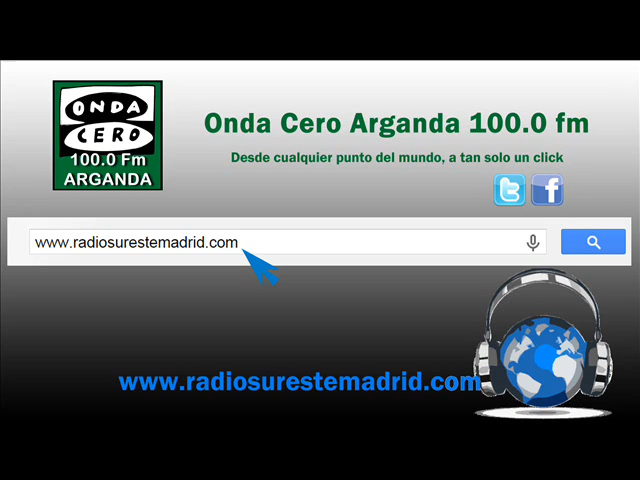 ONDA
CERO
100.0 Fm
ARGANDA
Onda Cero Arganda 100.0 fm
Desde cualquier punto del mundo, a tan solo un click
www.radiosurestemadrid.com
www.radiosurestemadrid.com